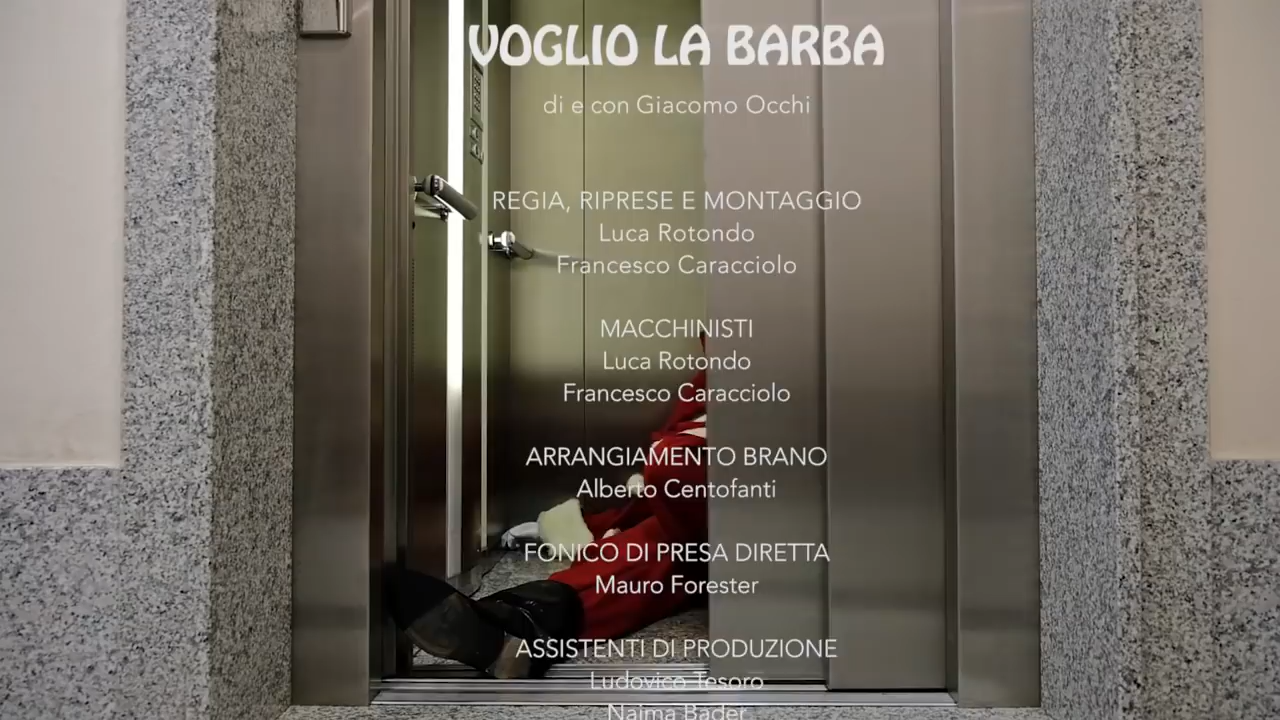 VOGLIO LA BARBA
di e con Giacomo Occhi
REGIA, RIPRESE E MONTAGGIO
Luca Rotondo
Francesco Caracciolo
MACCHINISTI
Luca Rotondo
Francesco Caracciolo
ARRANGIAMENTO BRANO
Alberto Centofanti
FONICO DI PRESA DIRETTA
Mauro Forester
ASSISTENTI DI PRODUZIONE
Ludovico Tesoro
Naima Bader